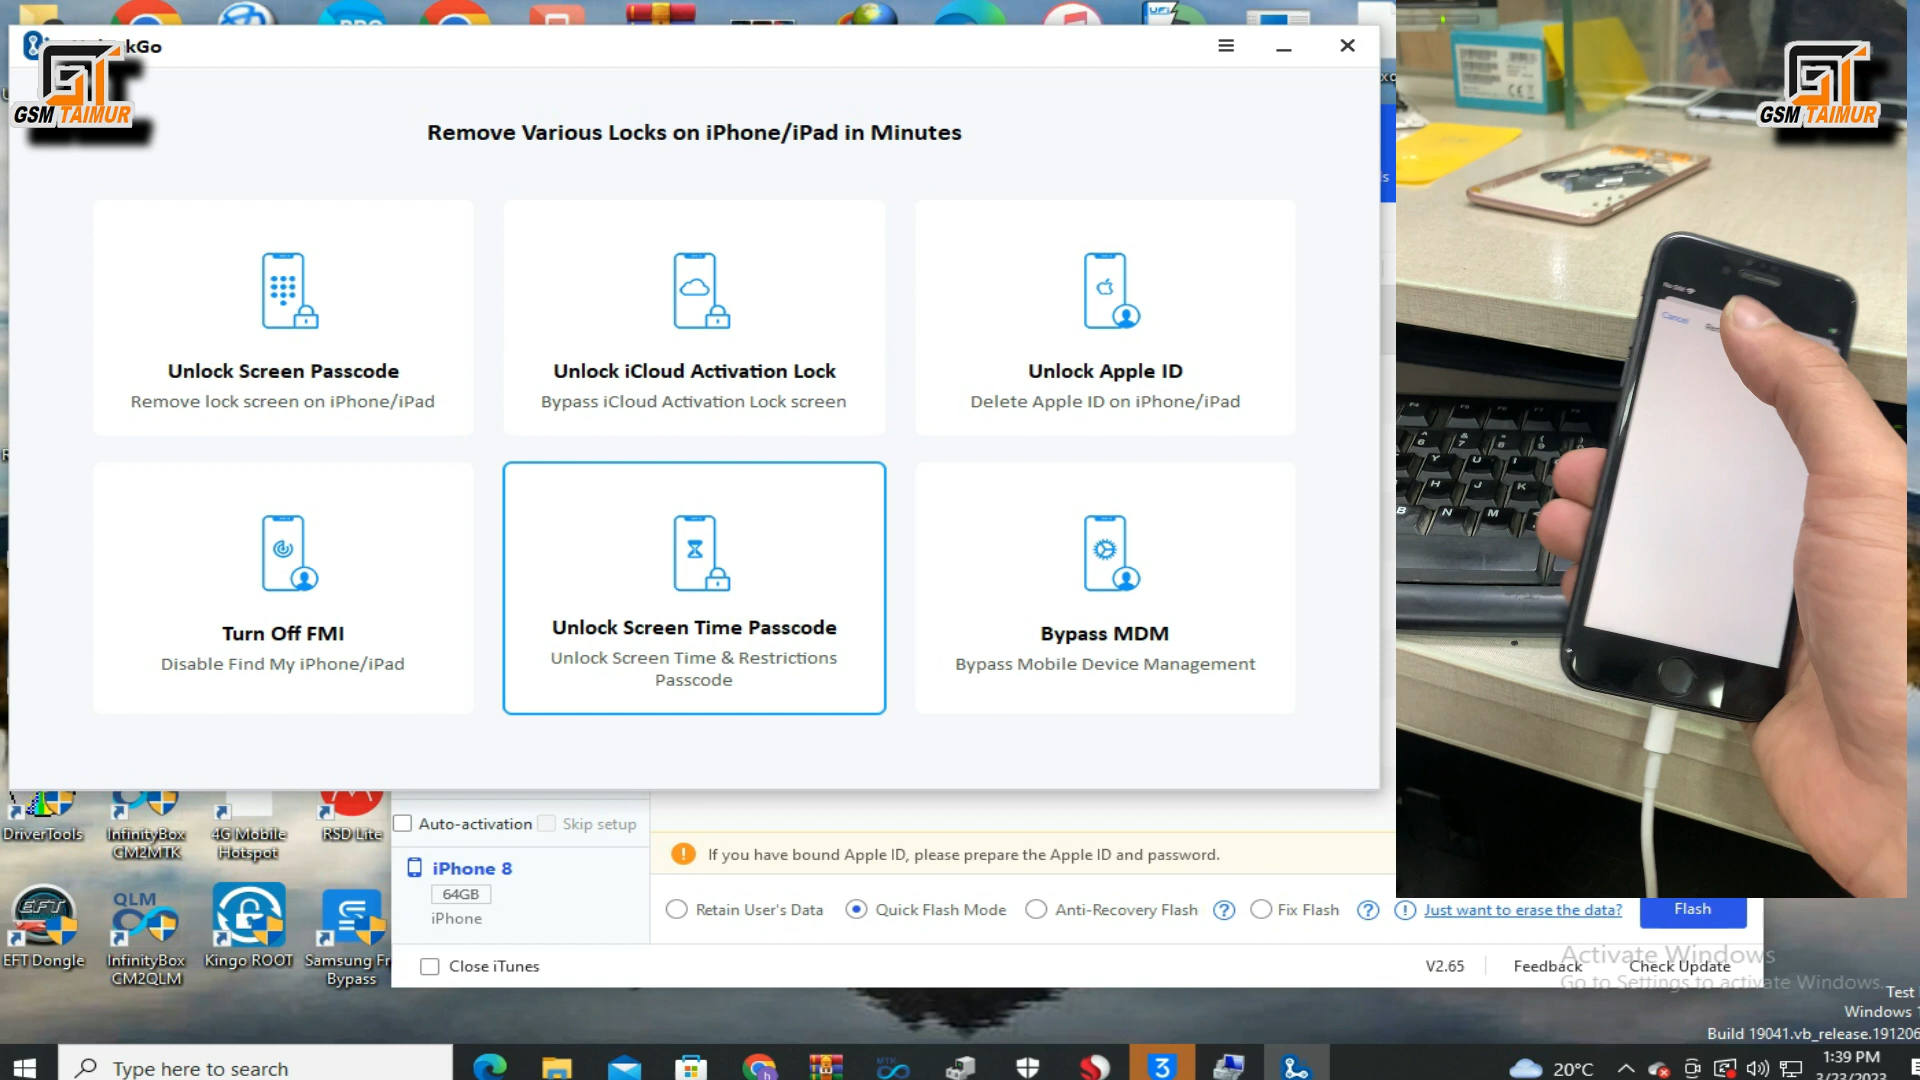 kGo
GSM TAIMUR
GSM TAIMUR
Remove Various Locks on iPhone/iPad in Minutes
Unlock Screen Passcode
Remove lock screen on iPhone/iPad
Unlock iCloud Activation Lock
Bypass iCloud Activation Lock screen
Unlock Apple ID
Delete Apple ID on iPhone/iPad
Turn Off FMI
Disable Find My iPhone/iPad
Unlock Screen Time Passcode
Unlock Screen Time & Restrictions
Passcode
Bypass MDM
Bypass Mobile Device Management
Cancel
DriverTools
InfinityBox
CM2MTK
4G Mobile
Hotspot
RSD Lite
Auto-activation
Skip setup
iPhone 8
64GB
iPhone
If you have bound Apple ID, please prepare the Apple ID and password.
Retain User's Data
Quick Flash Mode
Anti-Recovery Flash
Fix Flash
Just want to erase the data?
Flash
EFT
EFT Dongle
QLM
InfinityBox
CM2QLM
Kingo ROOT
Samsung Fr
Bypass
Close iTunes
V2.65
Feedback
Check Update
Activate Windows
Go to Settings to activate Windows.
Test
Windows
Build 19041.vb_release.191206
Type here to search
20°C
1:39 PM
3/23/2023